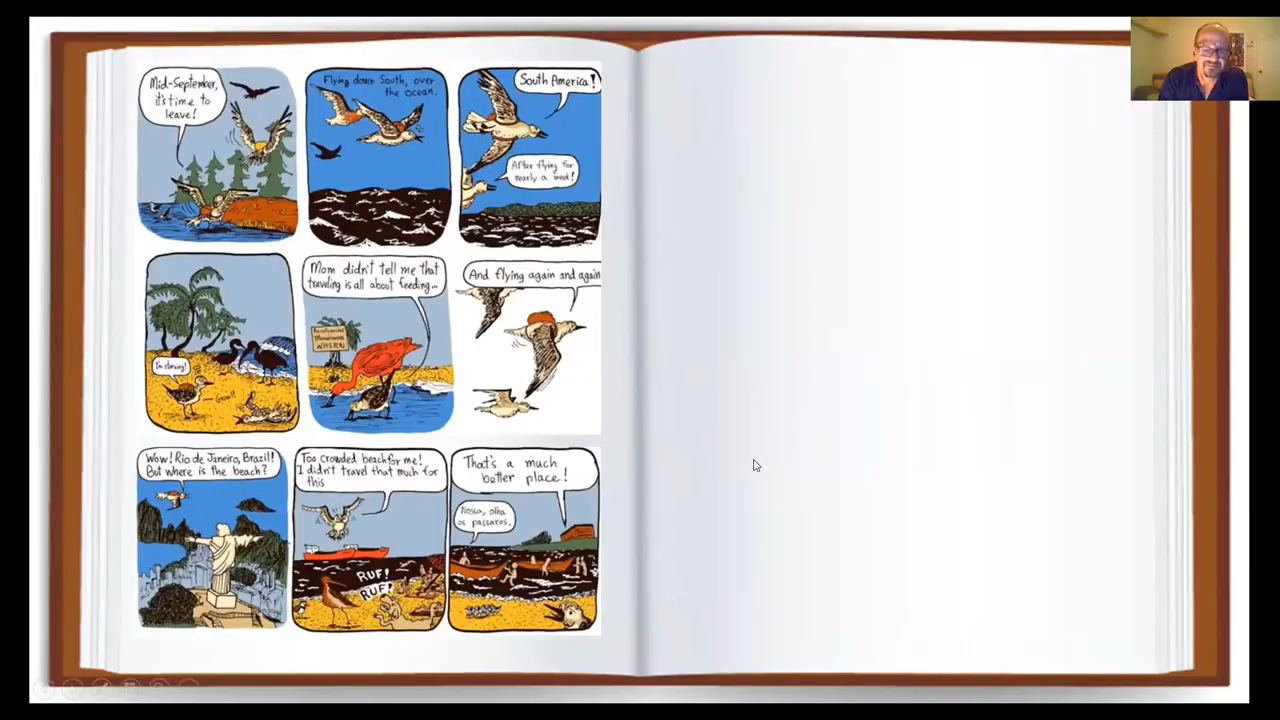 Mid-September,
it's time to
leave!
Flying down South, over
the ocean.
South America!
After flying for
nearly a week!
I'm starving!
Growl!
Mom didn't tell me that
traveling is all about feeding...
WHSRN
And flying again and again
Wow! Rio de Janeiro, Brazil!
But where is the beach?
Too crowded beach for me!
I didn't travel that much for
this
RUF!
RUF!
That's a much
better place!
Nossa, olha
os passaros.